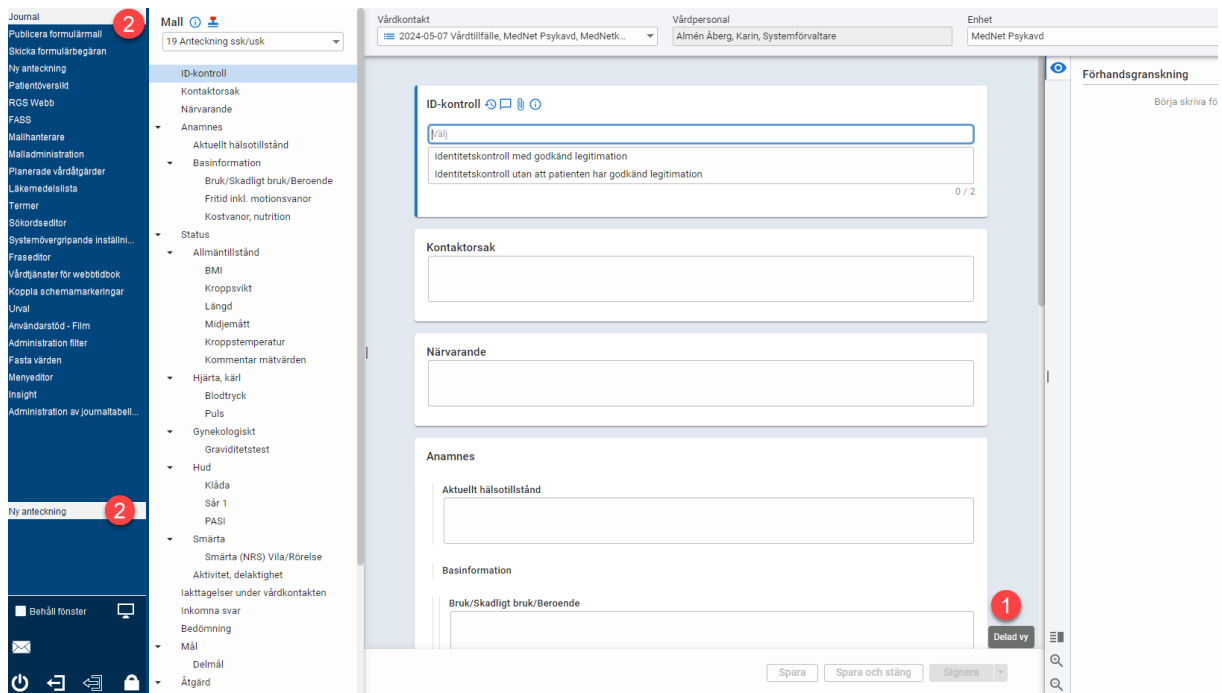 Journal
2
Publicera formulärmall
Skicka formulärbegäran
Ny anteckning
Patientöversikt
RGS Webb
FASS
Mallhanterare
Malladministration
Planerade vårdåtgärder
Läkemedelslista
Termer
Sökordseditor
Systemövergripande inställni...
Fraseditor
Vårdtjänster för webbtidbok
Koppla schemamarkeringar
Urval
Användarstöd - Film
Administration filter
Fasta värden
Menyeditor
Insight
Administration av journaltabell...
Ny anteckning
2
Behåll fönster
Mall
19 Anteckning ssk/usk
ID-kontroll
Kontaktorsak
Närvarande
Anamnes
Aktuellt hälsotillstånd
Basinformation
Bruk/Skadligt bruk/Beroende
Fritid inkl. motionsvanor
Kostvanor, nutrition
Status
Allmäntillstånd
BMI
Kroppsvikt
Längd
Midjemått
Kroppstemperatur
Kommentar mätvärden
Hjärta, kärl
Blodtryck
Puls
Gynekologiskt
Graviditetstest
Hud
Klåda
Sår 1
PASI
Smärta
Smärta (NRS) Vila/Rörelse
Aktivitet, delaktighet
Iakttagelser under vårdkontakten
Inkomna svar
Bedömning
Mål
Delmål
Åtgärd
Vårdkontakt
2024-05-07 Vårdtillfälle, MedNet Psykavd, MedNetk...
Vårdpersonal
Almén Åberg, Karin, Systemförvaltare
Enhet
MedNet Psykavd
ID-kontroll
Välj
Identitetskontroll med godkänd legitimation
Identitetskontroll utan att patienten har godkänd legitimation
0 / 2
Kontaktorsak
Närvarande
Anamnes
Aktuellt hälsotillstånd
Basinformation
Bruk/Skadligt bruk/Beroende
1
Delad vy
Spara
Spara och stäng
Signera
Förhandsgranskning
Börja skriva fö